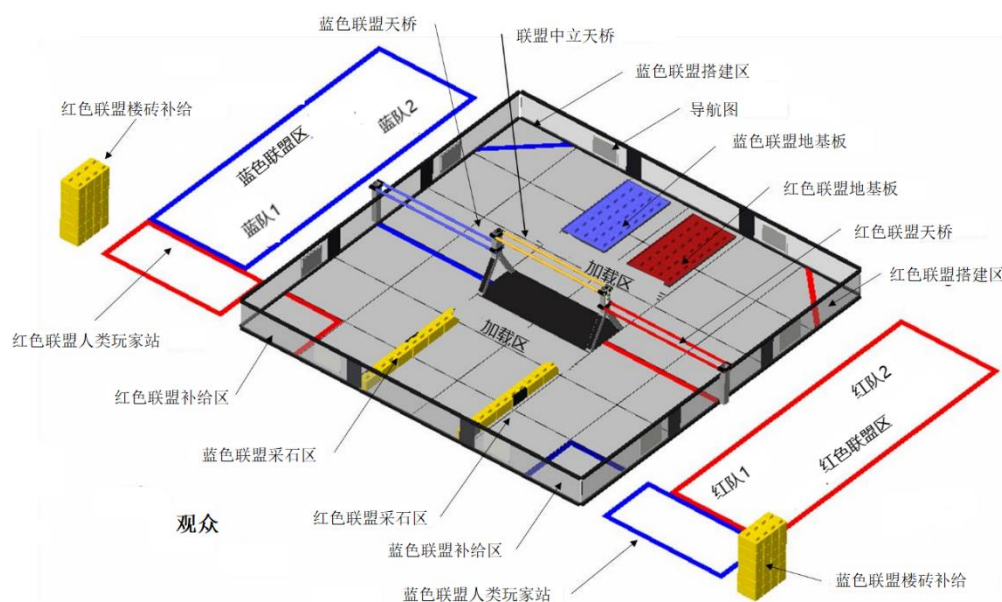 蓝色联盟天桥
联盟中立天桥
蓝色联盟搭建区
导航图
蓝色联盟地基板
红色联盟地基板
红色联盟天桥
红色联盟搭建区
红色联盟楼砖补给
蓝色联盟区
蓝队2
蓝队1
加载区
加载区
红色联盟人类玩家站
红色联盟补给区
蓝色联盟采石区
红色联盟采石区
蓝色联盟补给区
蓝色联盟人类玩家站
红队2
红色联盟区
红队1
蓝色联盟楼砖补给
观众